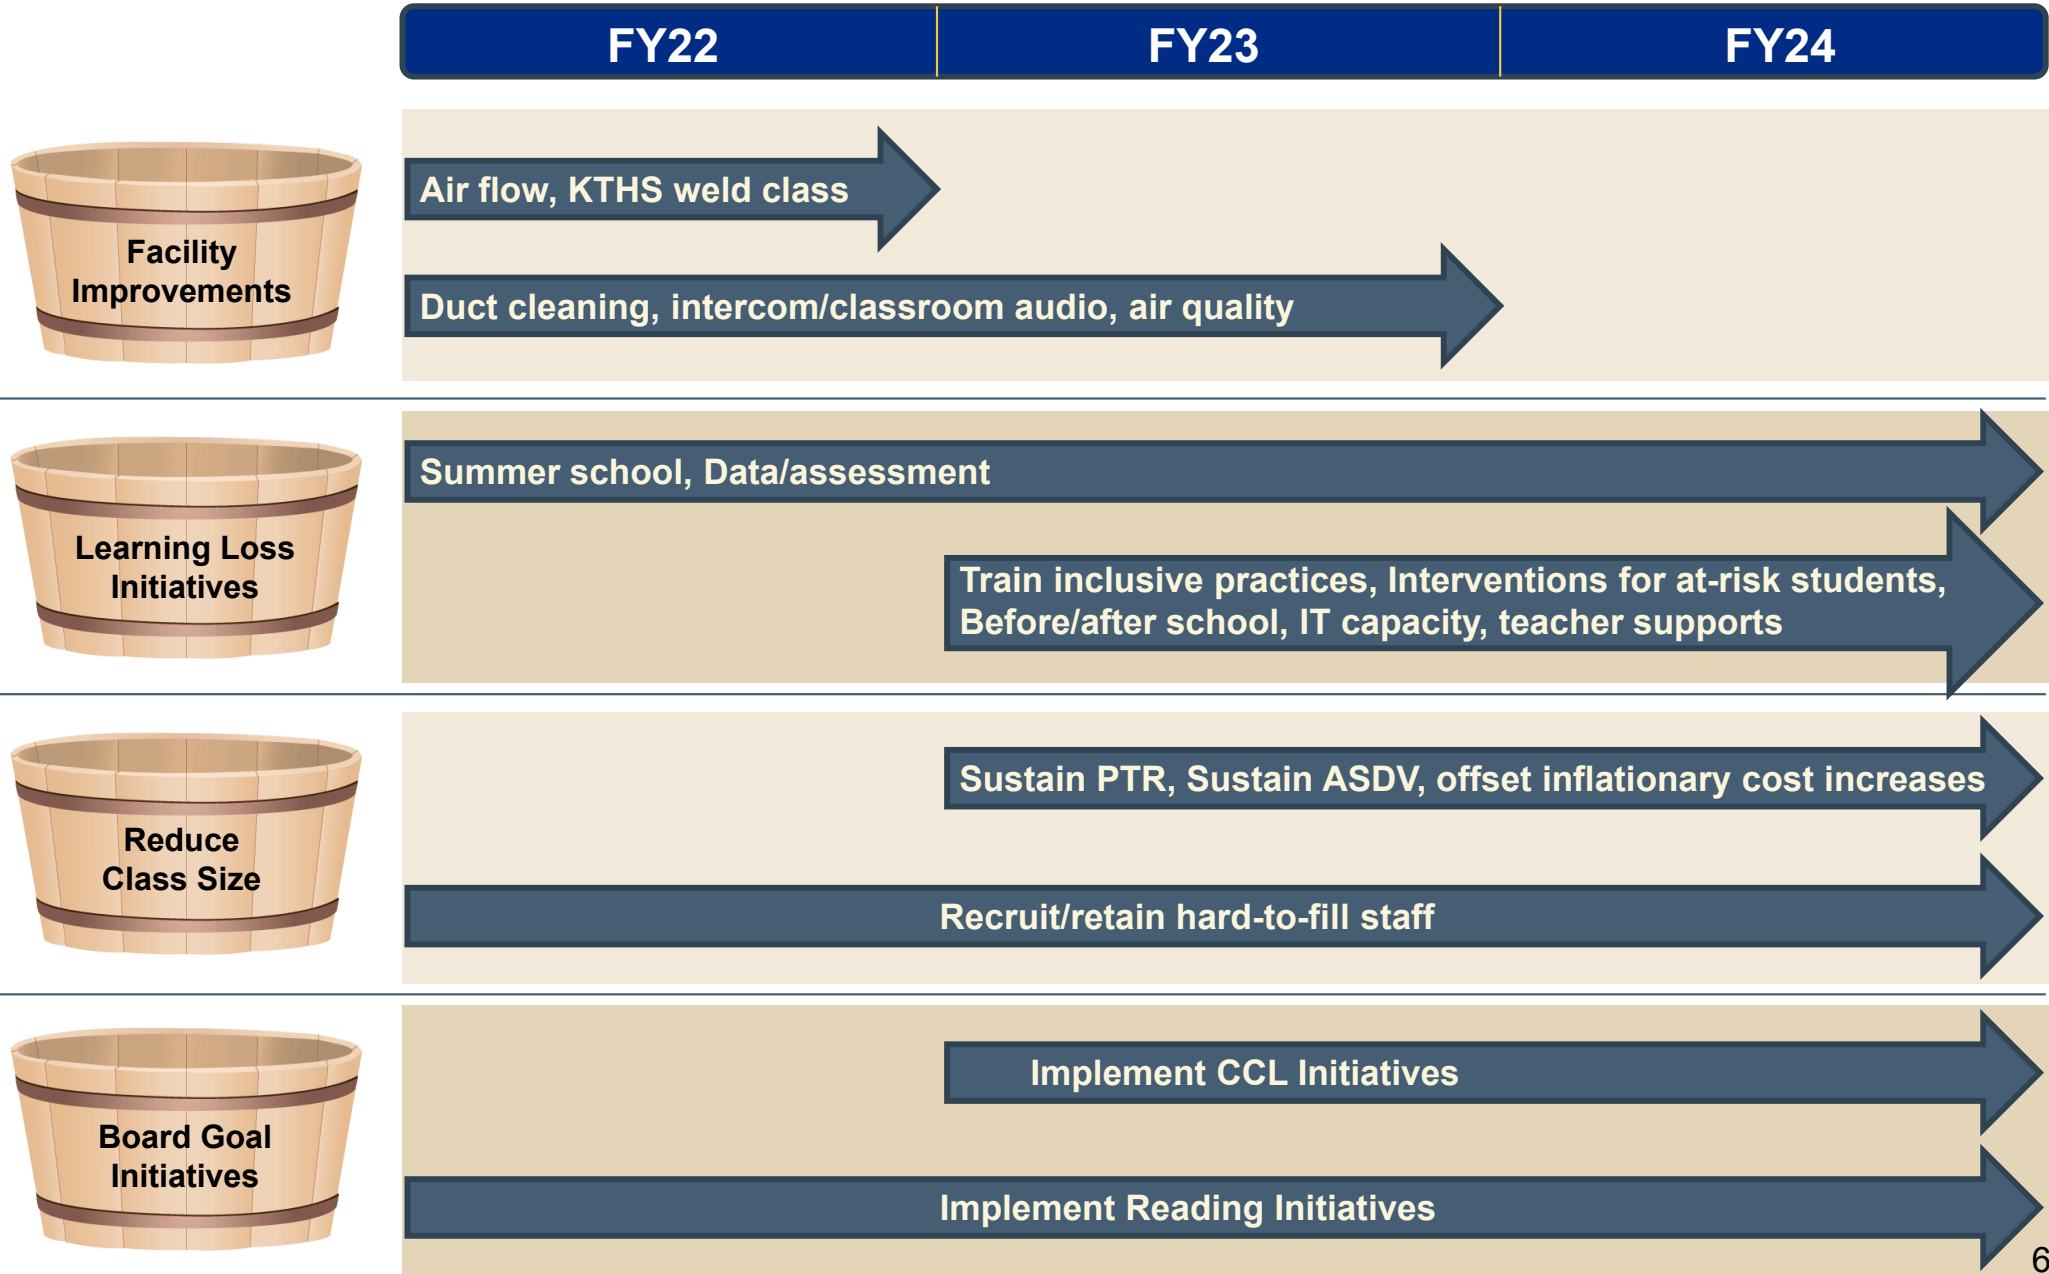 FY22 FY23 FY24
Facility
Improvements
Air flow, KTHS weld class
Duct cleaning, intercom/classroom audio, air quality
Learning Loss
Initiatives
Summer school, Data/assessment
Train inclusive practices, Interventions for at-risk students,
Before/after school, IT capacity, teacher supports
Reduce
Class Size
Sustain PTR, Sustain ASDV, offset inflationary cost increases
Recruit/retain hard-to-fill staff
Board Goal
Initiatives
Implement CCL Initiatives
Implement Reading Initiatives
6